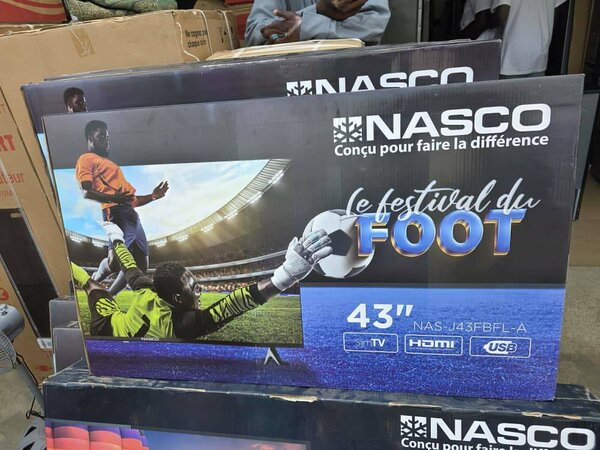 NASCO
NASCO
Conçu pour faire la différence
le festival du
FOOT
43"
NAS-J43FBFL-A
SlimTV
HDMI
USB
NASCO
NASCO
Conçu pour faire la différence